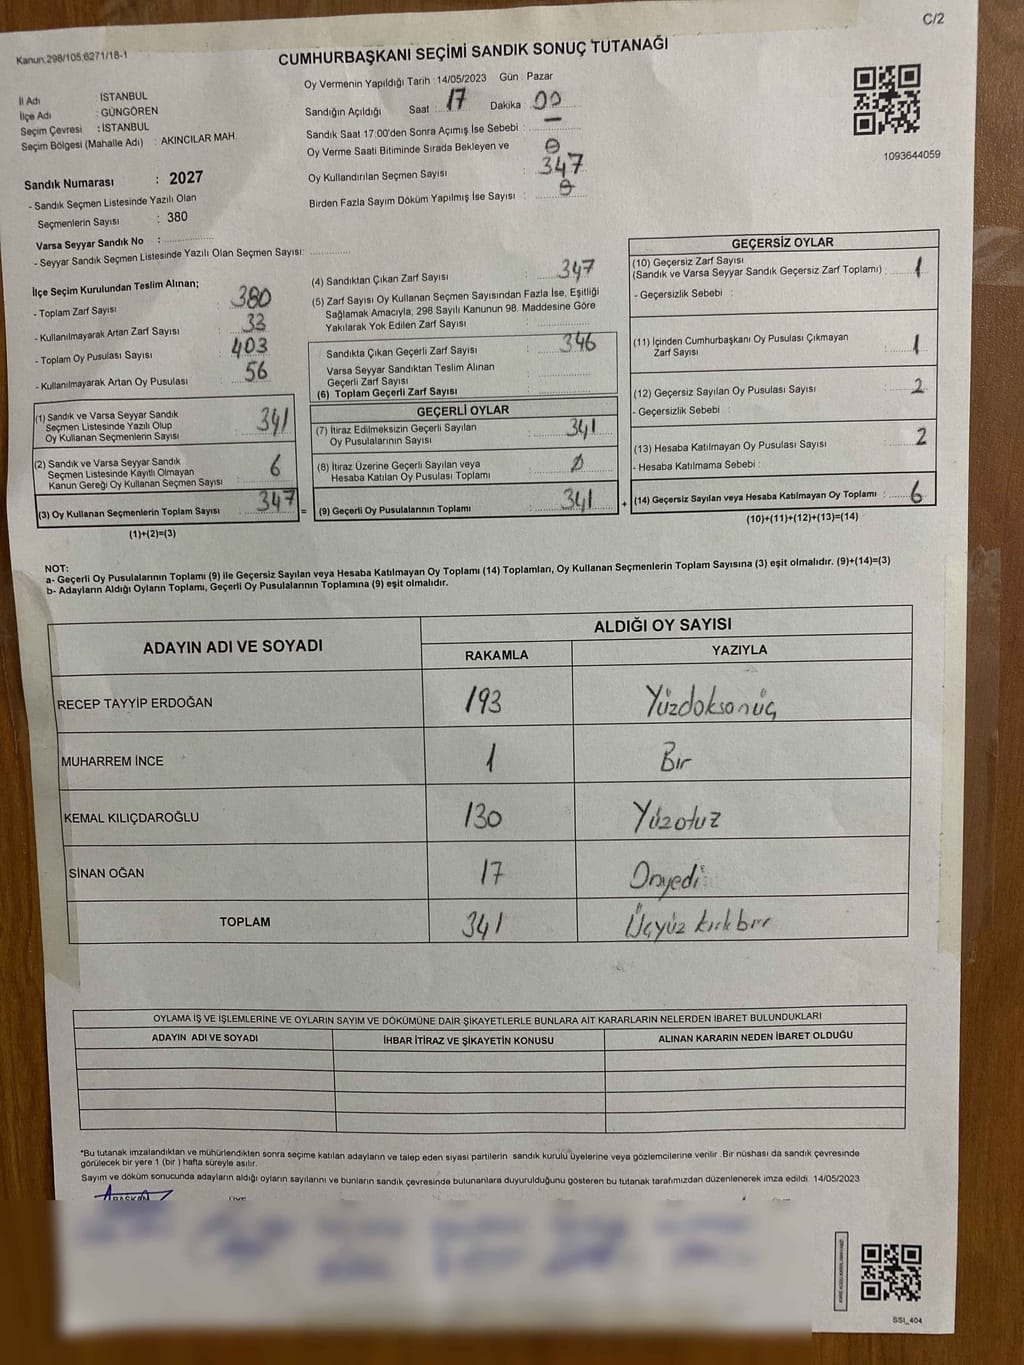 C/2
Kanun,298/105;6271/18-1
CUMHURBAŞKANI SEÇİMİ SANDIK SONUÇ TUTANAĞI
İl Adı : İSTANBUL
İlçe Adı : GÜNGÖREN
Seçim Çevresi : İSTANBUL
Seçim Bölgesi (Mahalle Adı) : AKINCILAR MAH.
Oy Vermenin Yapıldığı Tarih : 14/05/2023 Gün : Pazar
Sandığın Açıldığı Saat : 17 Dakika : 00
Sandık Saat 17:00'den Sonra Açımış İse Sebebi : —
Oy Verme Saati Bitiminde Sırada Bekleyen ve 0
Oy Kullandırılan Seçmen Sayısı : 347
Birden Fazla Sayım Döküm Yapılmış İse Sayısı : 0
1093644059
Sandık Numarası : 2027
- Sandık Seçmen Listesinde Yazılı Olan
Seçmenlerin Sayısı : 380
Varsa Seyyar Sandık No :
- Seyyar Sandık Seçmen Listesinde Yazılı Olan Seçmen Sayısı:
İlçe Seçim Kurulundan Teslim Alınan;
- Toplam Zarf Sayısı : 380
- Kullanılmayarak Artan Zarf Sayısı : 33
- Toplam Oy Pusulası Sayısı : 403
- Kullanılmayarak Artan Oy Pusulası : 56
(1) Sandık ve Varsa Seyyar Sandık
Seçmen Listesinde Yazılı Olup
Oy Kullanan Seçmenlerin Sayısı : 341
(2) Sandık ve Varsa Seyyar Sandık
Seçmen Listesinde Kayıtlı Olmayan
Kanun Gereği Oy Kullanan Seçmen Sayısı : 6
(3) Oy Kullanan Seçmenlerin Toplam Sayısı : 347 =
(1)+(2)=(3)
(4) Sandıktan Çıkan Zarf Sayısı : 347
(5) Zarf Sayısı Oy Kullanan Seçmen Sayısından Fazla İse, Eşitliği
Sağlamak Amacıyla; 298 Sayılı Kanunun 98. Maddesine Göre
Yakılarak Yok Edilen Zarf Sayısı :
Sandıkta Çıkan Geçerli Zarf Sayısı : 346
Varsa Seyyar Sandıktan Teslim Alınan
Geçerli Zarf Sayısı :
(6) Toplam Geçerli Zarf Sayısı :
GEÇERLİ OYLAR
(7) İtiraz Edilmeksizin Geçerli Sayılan
Oy Pusulalarının Sayısı : 341
(8) İtiraz Üzerine Geçerli Sayılan veya
Hesaba Katılan Oy Pusulası Toplamı : 0
(9) Geçerli Oy Pusulalarının Toplamı : 341 +
GEÇERSİZ OYLAR
(10) Geçersiz Zarf Sayısı
(Sandık ve Varsa Seyyar Sandık Geçersiz Zarf Toplamı) : 1
- Geçersizlik Sebebi :
(11) İçinden Cumhurbaşkanı Oy Pusulası Çıkmayan
Zarf Sayısı : 1
(12) Geçersiz Sayılan Oy Pusulası Sayısı : 2
- Geçersizlik Sebebi :
(13) Hesaba Katılmayan Oy Pusulası Sayısı : 2
- Hesaba Katılmama Sebebi :
(14) Geçersiz Sayılan veya Hesaba Katılmayan Oy Toplamı : 6
(10)+(11)+(12)+(13)=(14)
NOT:
a- Geçerli Oy Pusulalarının Toplamı (9) ile Geçersiz Sayılan veya Hesaba Katılmayan Oy Toplamı (14) Toplamları, Oy Kullanan Seçmenlerin Toplam Sayısına (3) eşit olmalıdır. (9)+(14)=(3)
b- Adayların Aldığı Oyların Toplamı, Geçerli Oy Pusulalarının Toplamına (9) eşit olmalıdır.
ADAYIN ADI VE SOYADI ALDIĞI OY SAYISI
RAKAMLA YAZIYLA
RECEP TAYYİP ERDOĞAN 193 Yüzdoksanüç
MUHARREM İNCE 1 Bir
KEMAL KILIÇDAROĞLU 130 Yüzotuz
SİNAN OĞAN 17 Onyedi
TOPLAM 341 Üçyüz kırkbir
OYLAMA İŞ VE İŞLEMLERİNE VE OYLARIN SAYIM VE DÖKÜMÜNE DAİR ŞİKAYETLERLE BUNLARA AİT KARARLARIN NELERDEN İBARET BULUNDUKLARI
ADAYIN ADI VE SOYADI İHBAR İTİRAZ VE ŞİKAYETİN KONUSU ALINAN KARARIN NEDEN İBARET OLDUĞU
*Bu tutanak imzalandıktan ve mühürlendikten sonra seçime katılan adayların ve talep eden siyasi partilerin sandık kurulu üyelerine veya gözlemcilerine verilir. Bir nüshası da sandık çevresinde
görülecek bir yere 1 (bir ) hafta süreyle asılır.
Sayım ve döküm sonucunda adayların aldığı oyların sayılarını ve bunların sandık çevresinde bulunanlara duyurulduğunu gösteren bu tutanak tarafımızdan düzenlenerek imza edildi. 14/05/2023
BAŞKAN
SSI_404